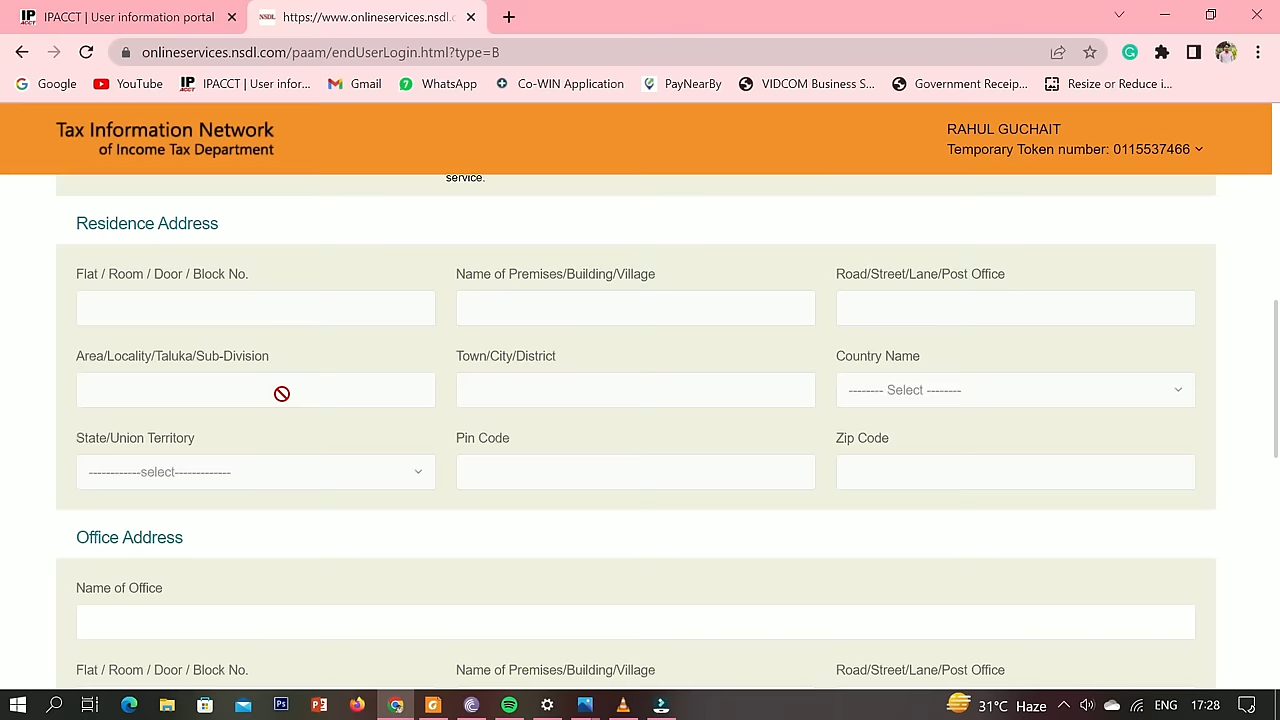 IPACCT | User information portal
NSDL https://www.onlineservices.nsdl.c
onlineservices.nsdl.com/paam/endUserLogin.html?type=B
Google YouTube IPACCT | User infor... Gmail WhatsApp Co-WIN Application PayNearBy VIDCOM Business S... Government Receip... Resize or Reduce i...
Tax Information Network
of Income Tax Department
RAHUL GUCHAIT
Temporary Token number: 0115537466
service.
Residence Address
Flat / Room / Door / Block No. Name of Premises/Building/Village Road/Street/Lane/Post Office
Area/Locality/Taluka/Sub-Division Town/City/District Country Name
-------- Select --------
State/Union Territory Pin Code Zip Code
------------select-------------
Office Address
Name of Office
Flat / Room / Door / Block No. Name of Premises/Building/Village Road/Street/Lane/Post Office
31°C Haze ENG 17:28